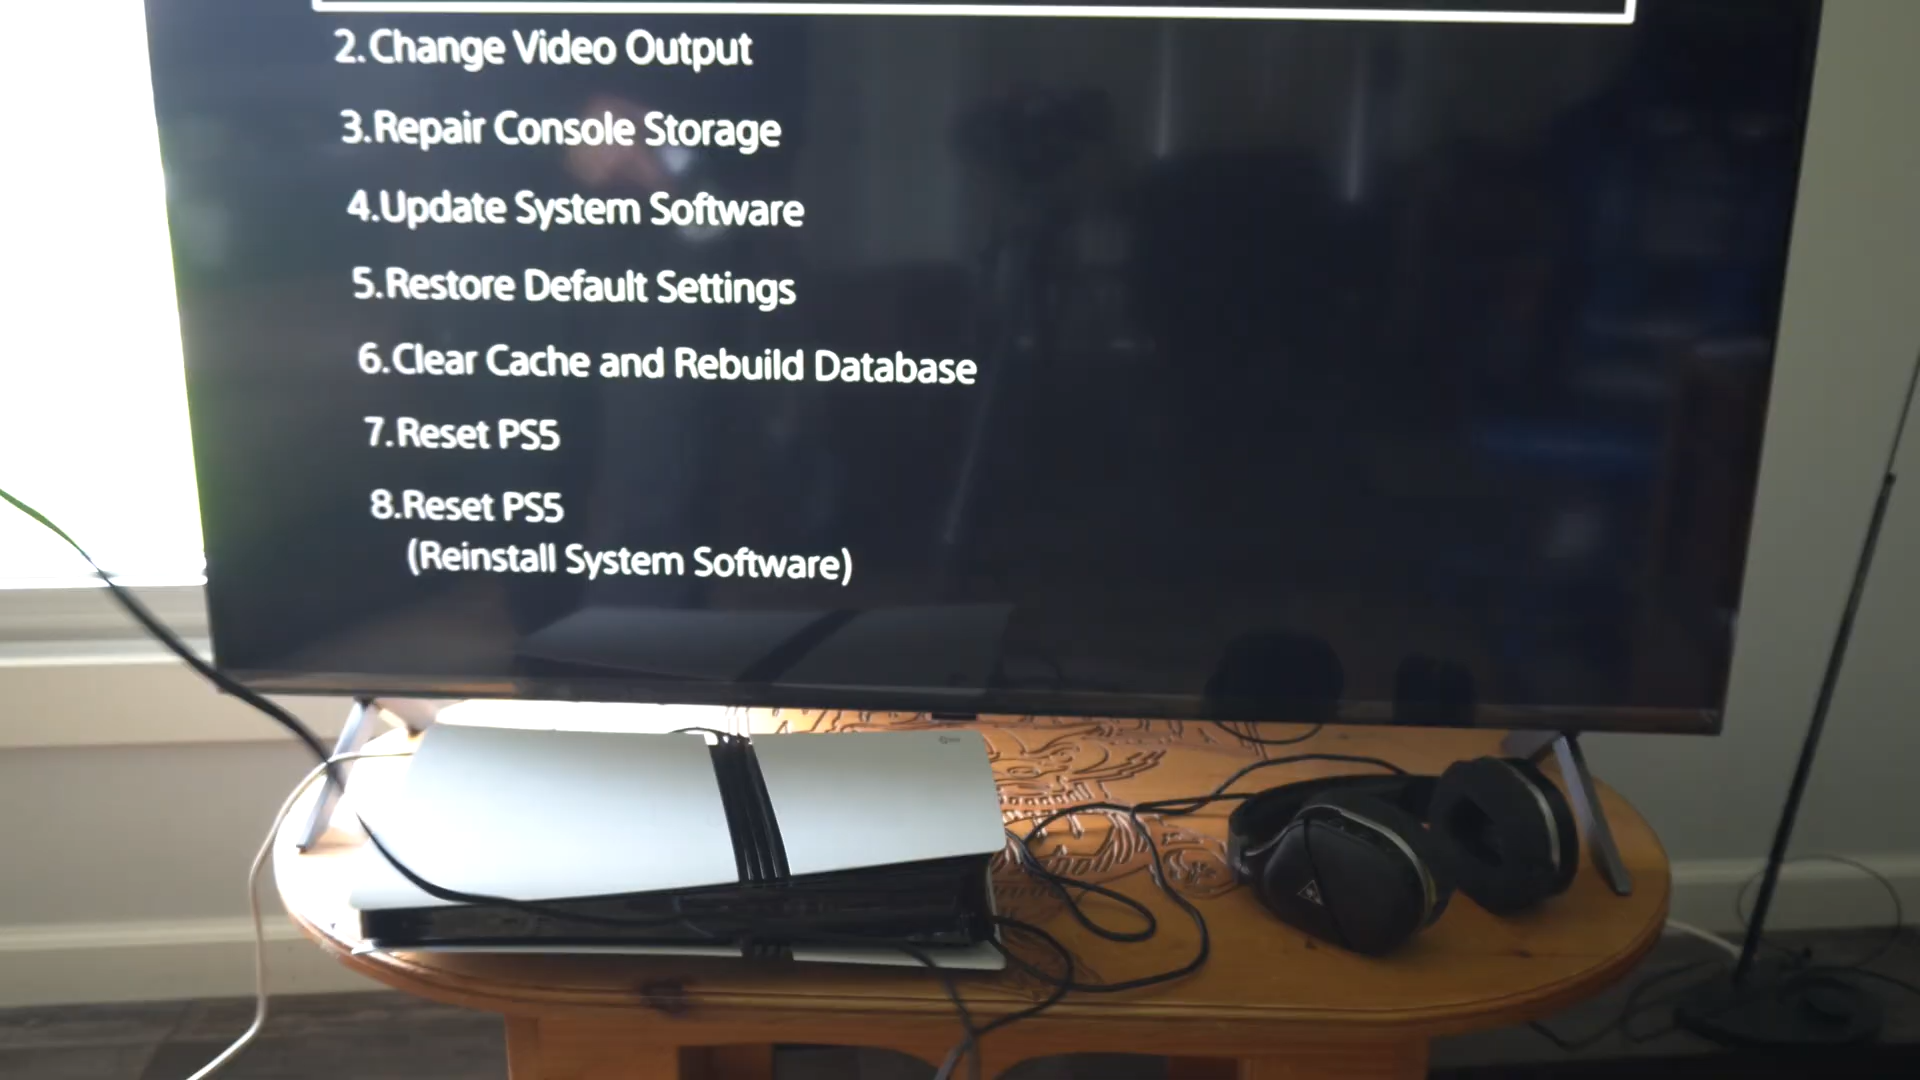 2.Change Video Output
3.Repair Console Storage
4.Update System Software
5.Restore Default Settings
6.Clear Cache and Rebuild Database
7.Reset PS5
8.Reset PS5
(Reinstall System Software)